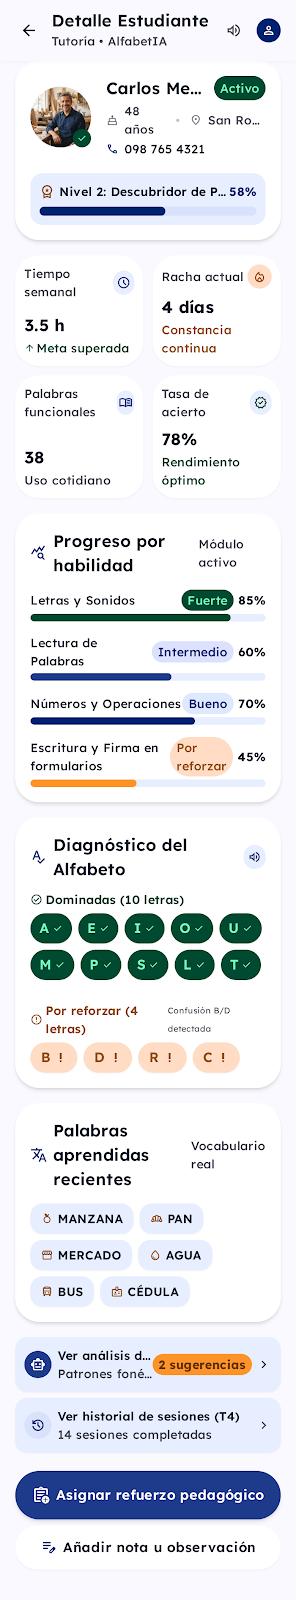 Detalle Estudiante
Tutoría • AlfabetIA
Carlos Me...
Activo
48
años
• San Ro...
098 765 4321
Nivel 2: Descubridor de P... 58%
Tiempo
semanal
3.5 h
↑ Meta superada
Racha actual
4 días
Constancia
continua
Palabras
funcionales
38
Uso cotidiano
Tasa de
acierto
78%
Rendimiento
óptimo
Progreso por
habilidad
Módulo
activo
Letras y Sonidos Fuerte 85%
Lectura de
Palabras
Intermedio 60%
Números y Operaciones Bueno 70%
Escritura y Firma en
formularios
Por
reforzar
45%
Diagnóstico del
Alfabeto
Dominadas (10 letras)
A ✓ E ✓ I ✓ O ✓ U ✓
M ✓ P ✓ S ✓ L ✓ T ✓
Por reforzar (4
letras)
Confusión B/D
detectada
B ! D ! R ! C !
Palabras
aprendidas
recientes
Vocabulario
real
MANZANA PAN
MERCADO AGUA
BUS CÉDULA
Ver análisis d...
Patrones foné...
2 sugerencias
Ver historial de sesiones (T4)
14 sesiones completadas
Asignar refuerzo pedagógico
Añadir nota u observación